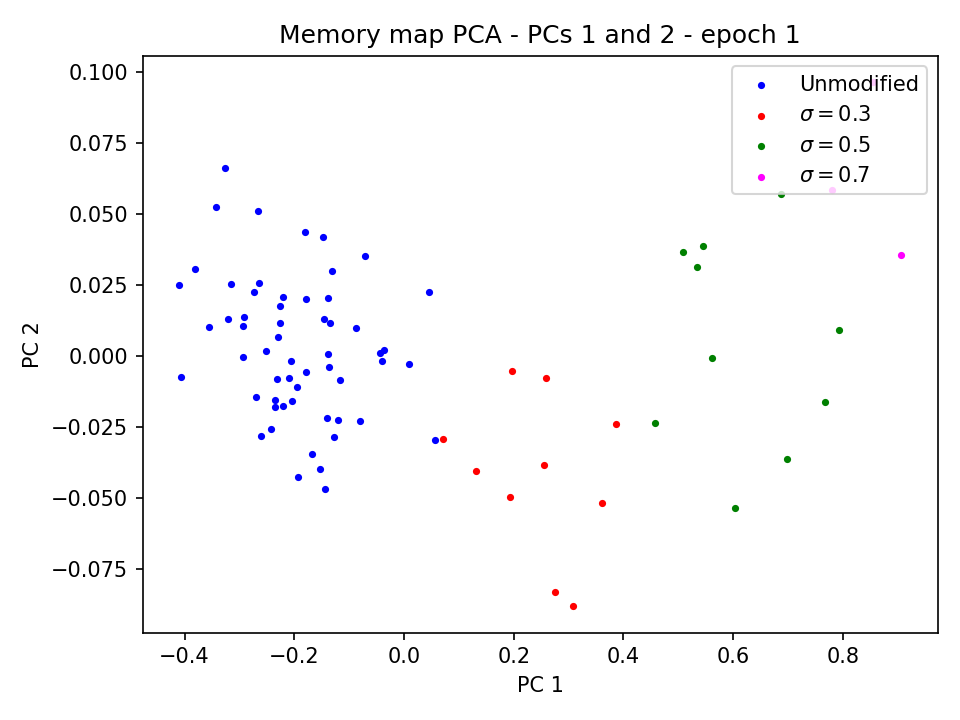 Memory map PCA - PCs 1 and 2 - epoch 1
0.100
0.075
0.050
0.025
0.000
−0.025
−0.050
−0.075
PC 2
Unmodified
σ = 0.3
σ = 0.5
σ = 0.7
−0.4
−0.2
0.0
0.2
0.4
0.6
0.8
PC 1